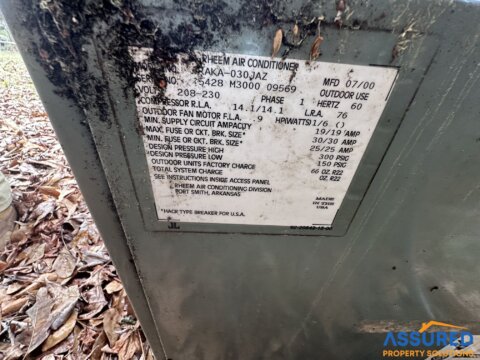 RHEEM AIR CONDITIONER
RAKA-030JAZ
NO. 5428 M3000 09569 MFD 07/00
OUTDOOR USE
VOLTS 208-230 PHASE 1 HERTZ 60
COMPRESSOR R.L.A. 14.1/14.1 L.R.A. 76
OUTDOOR FAN MOTOR F.L.A. .9 HP/WATTS 1/6 ( )
MIN. SUPPLY CIRCUIT AMPACITY 19/19 AMP
MAX. FUSE OR CKT. BRK. SIZE* 30/30 AMP
MIN. FUSE OR CKT. BRK. SIZE* 25/25 AMP
DESIGN PRESSURE HIGH 300 PSIG
DESIGN PRESSURE LOW 150 PSIG
OUTDOOR UNITS FACTORY CHARGE 66 OZ. R22
TOTAL SYSTEM CHARGE OZ. R22
SEE INSTRUCTIONS INSIDE ACCESS PANEL
RHEEM AIR CONDITIONING DIVISION
FORT SMITH, ARKANSAS
MADE
IN THE
USA
*HACR TYPE BREAKER FOR U.S.A.
JL
ASSURED
PROPERTY SOLUTIONS